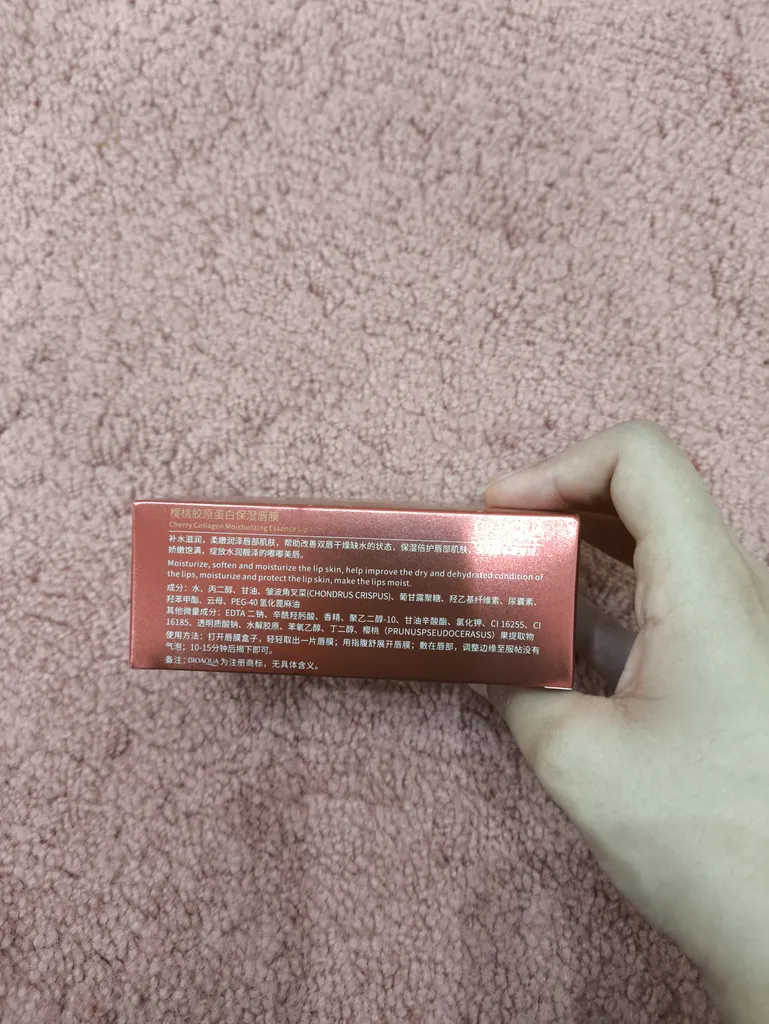 樱桃胶原蛋白保湿唇膜
Cherry Collagen Moisturizing Essence Lip Film
补水滋润，柔嫩润泽唇部肌肤，帮助改善双唇干燥缺水的状态，保湿倍护唇部肌肤，
娇嫩饱满，绽放水润靓泽的嘟嘟美唇。
Moisturize, soften and moisturize the lip skin, help improve the dry and dehydrated condition of
the lips, moisturize and protect the lip skin, make the lips moist.
成分：水、丙二醇、甘油、皱波角叉菜(CHONDRUS CRISPUS)、葡甘露聚糖、羟乙基纤维素、尿囊素、
羟苯甲酯、云母、PEG-40 氢化蓖麻油
其他微量成分：EDTA 二钠、辛酰羟肟酸、香精、聚乙二醇-10、甘油辛酸酯、氯化钾、CI 16255、CI
16185、透明质酸钠、水解胶原、苯氧乙醇、丁二醇、樱桃（PRUNUSPSEUDOCERASUS）果提取物
使用方法：打开唇膜盒子，轻轻取出一片唇膜；用指腹舒展开唇膜；敷在唇部，调整边缘至服帖没有
气泡；10-15分钟后揭下即可。
备注：BIOAQUA为注册商标，无具体含义。